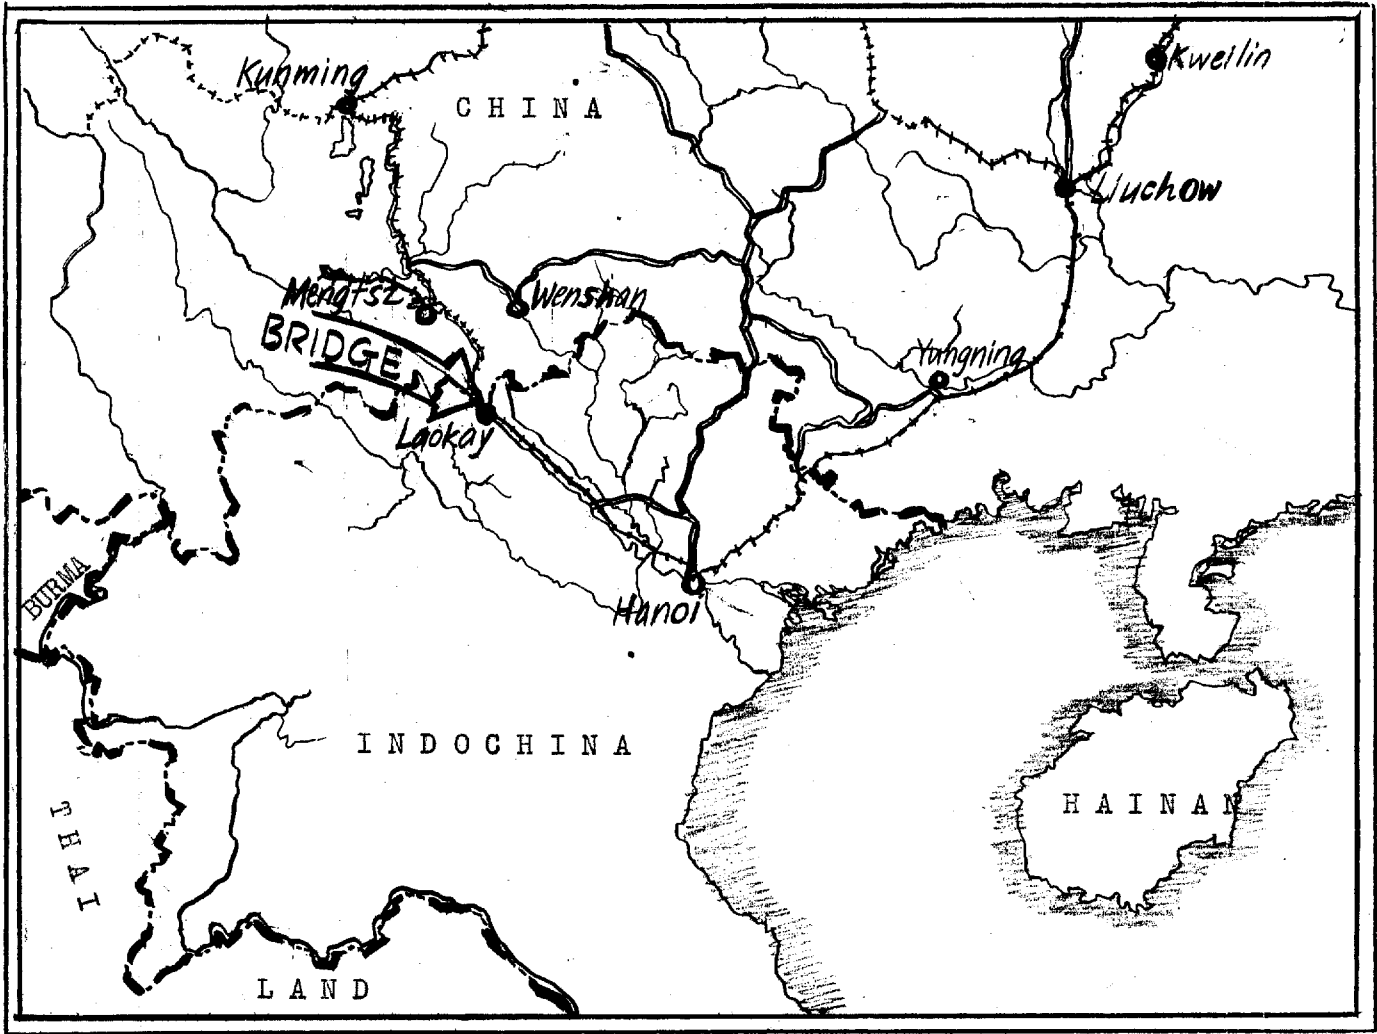 Kweilin
Kunming
CHINA
Liuchow
Mengtsz
Wenshan
BRIDGE
Yungning
Laokay
BURMA
Hanoi
INDOCHINA
HAINAN
THAI
LAND